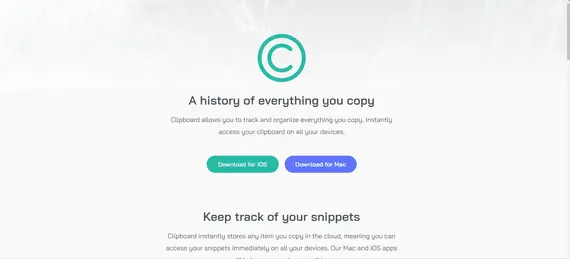 A history of everything you copy
Clipboard allows you to track and organize everything you copy. Instantly
access your clipboard on all your devices.
Download for iOS
Download for Mac
Keep track of your snippets
Clipboard instantly stores any item you copy in the cloud, meaning you can
access your snippets immediately on all your devices. Our Mac and iOS apps